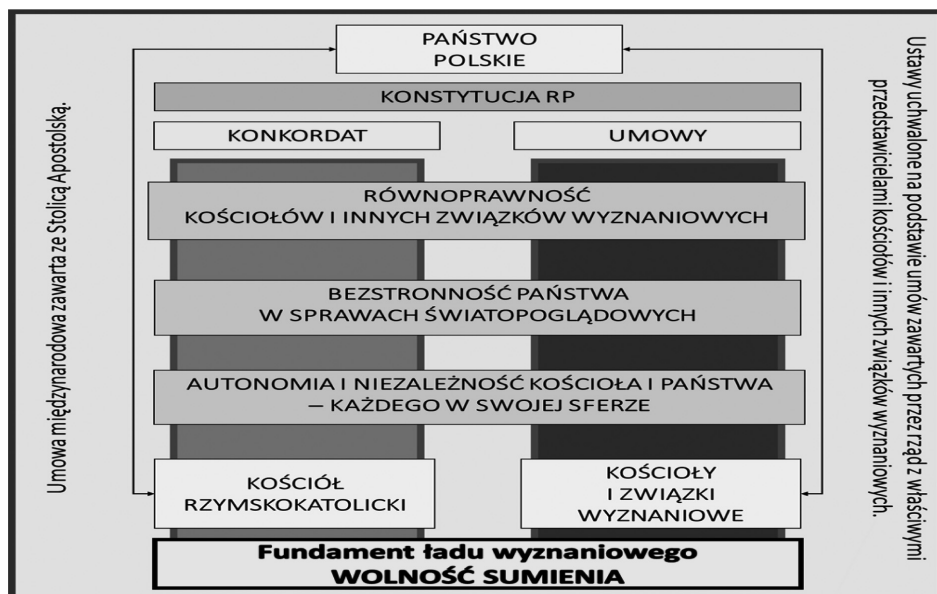 PAŃSTWO
POLSKIE
KONSTYTUCJA RP
KONKORDAT
UMOWY
RÓWNOPRAWNOŚĆ
KOŚCIOŁÓW I INNYCH ZWIĄZKÓW WYZNANIOWYCH
BEZSTRONNOŚĆ PAŃSTWA
W SPRAWACH ŚWIATOPOGLĄDOWYCH
AUTONOMIA I NIEZALEŻNOŚĆ KOŚCIOŁA I PAŃSTWA
– KAŻDEGO W SWOJEJ SFERZE
KOŚCIÓŁ
RZYMSKOKATOLICKI
KOŚCIOŁY
I ZWIĄZKI
WYZNANIOWE
Fundament ładu wyznaniowego
WOLNOŚĆ SUMIENIA
Umowa międzynarodowa zawarta ze Stolicą Apostolską.
Ustawy uchwalone na podstawie umów zawartych przez rząd z właściwymi
przedstawicielami kościołów i innych związków wyznaniowych.